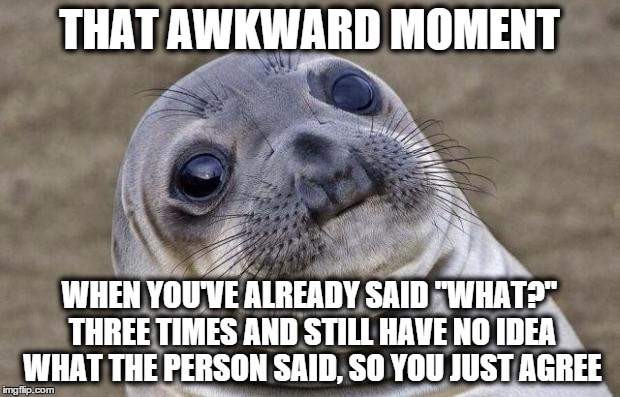 THAT AWKWARD MOMENT
WHEN YOU'VE ALREADY SAID "WHAT?"
THREE TIMES AND STILL HAVE NO IDEA
WHAT THE PERSON SAID, SO YOU JUST AGREE
imgflip.com